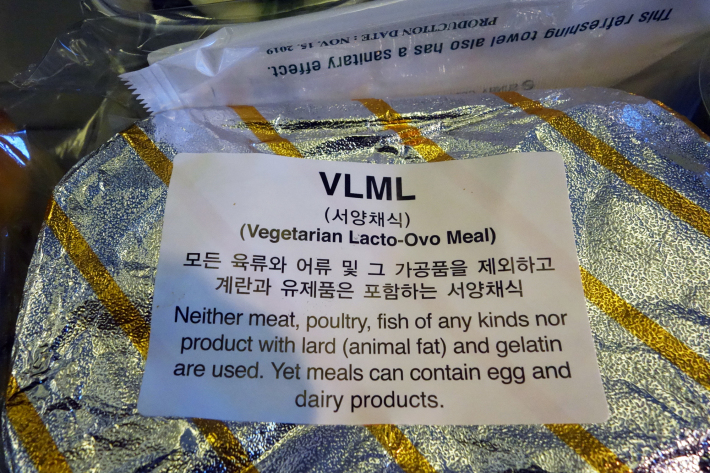 This refreshing towel also has a sanitary effect.
PRODUCTION DATE : NOV. 15. 2019
VLML
(서양채식)
(Vegetarian Lacto-Ovo Meal)
모든 육류와 어류 및 그 가공품을 제외하고
계란과 유제품은 포함하는 서양채식
Neither meat, poultry, fish of any kinds nor
product with lard (animal fat) and gelatin
are used. Yet meals can contain egg and
dairy products.